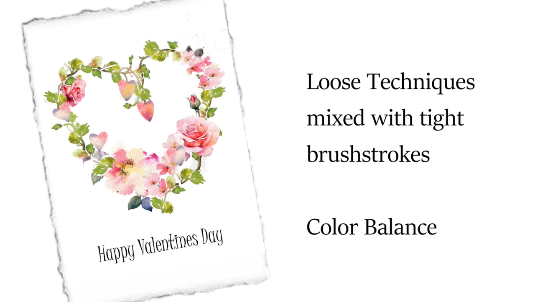 Happy Valentines Day
Loose Techniques
mixed with tight
brushstrokes
Color Balance